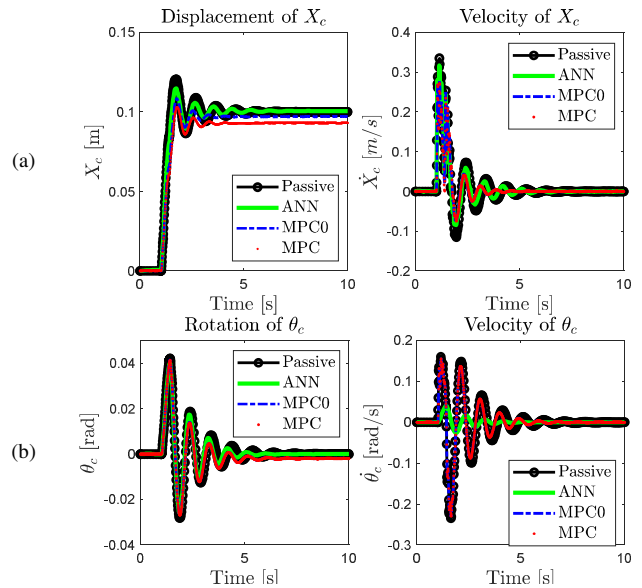 Displacement of X_c
Velocity of X_c
(a)
X_c [m]
0.15
0.1
0.05
0
0 5 10
Time [s]
Passive
ANN
MPC0
MPC
Ẋ_c [m/s]
0.4
0.3
0.2
0.1
0
-0.1
-0.2
0 5 10
Time [s]
Passive
ANN
MPC0
MPC
Rotation of θ_c
Velocity of θ_c
(b)
θ_c [rad]
0.04
0.02
0
-0.02
-0.04
0 5 10
Time [s]
Passive
ANN
MPC0
MPC
θ̇_c [rad/s]
0.2
0.1
0
-0.1
-0.2
-0.3
0 5 10
Time [s]
Passive
ANN
MPC0
MPC